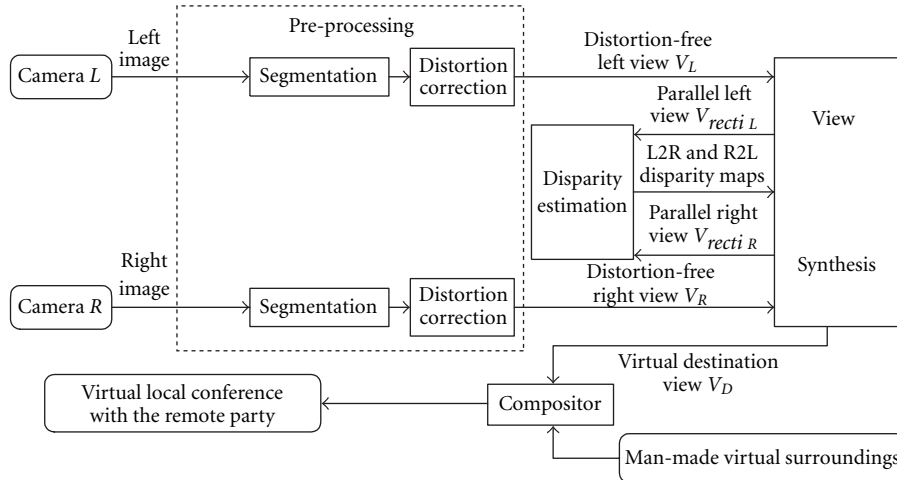 Pre-processing
Left
image
Camera L
Segmentation
Distortion
correction
Distortion-free
left view V_L
Parallel left
view V_recti L
L2R and R2L
disparity maps
Disparity
estimation
Parallel right
view V_recti R
View
Synthesis
Right
image
Camera R
Segmentation
Distortion
correction
Distortion-free
right view V_R
Virtual destination
view V_D
Virtual local conference
with the remote party
Compositor
Man-made virtual surroundings